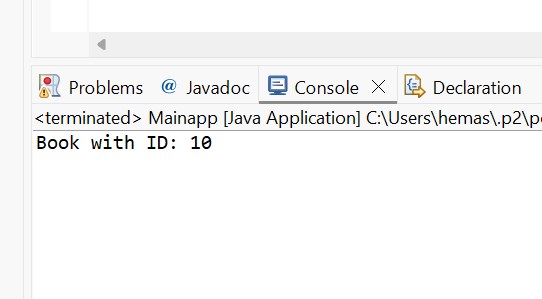 Problems @ Javadoc Console Declaration
<terminated> Mainapp [Java Application] C:\Users\hemas\.p2\p
Book with ID: 10